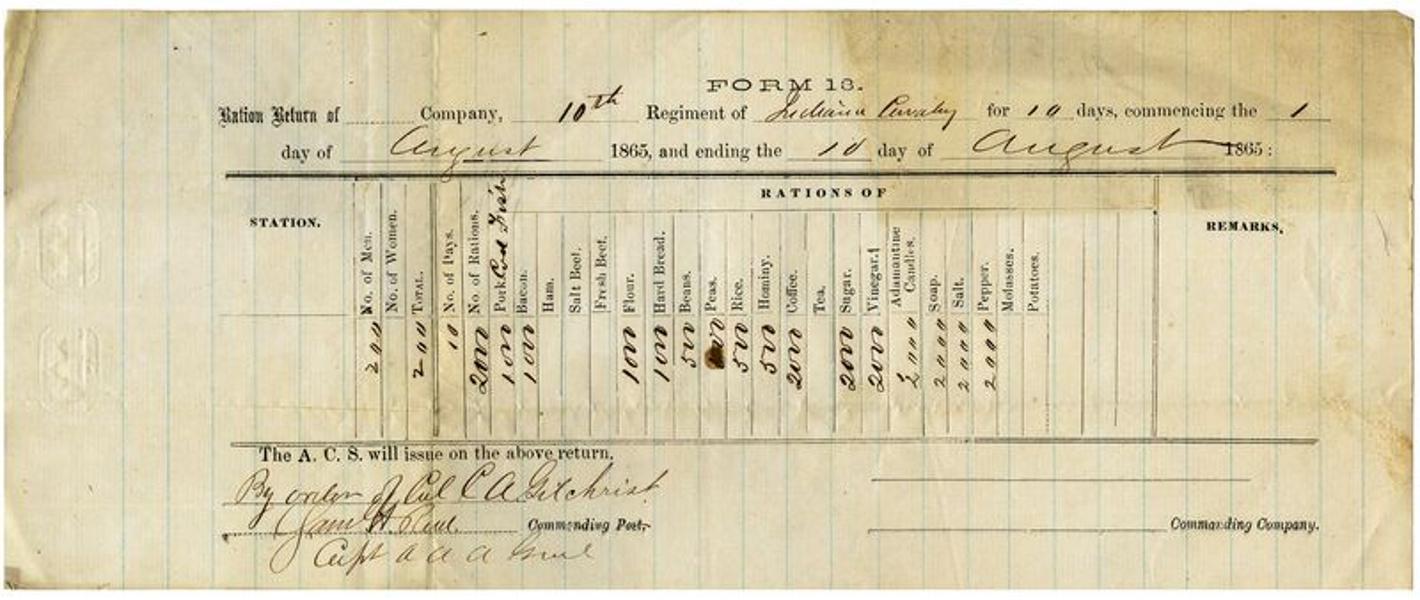 FORM 13.
Ration Return of Company, 10th Regiment of Indiana Cavalry for 10 days, commencing the 1
day of August 1865, and ending the 10 day of August 1865:
STATION. No. of Men. No. of Women. TOTAL. No. of Days. No. of Rations. RATIONS OF REMARKS.
Pork Cod Fish Bacon. Ham. Salt Beef. Fresh Beef. Flour. Hard Bread. Beans. Peas. Rice. Hominy. Coffee. Tea. Sugar. Vinegar. Adamantine Candles. Soap. Salt. Pepper. Molasses. Potatoes.
200 200 10 2000 1000 1000 1000 1000 500 500 500 2000 2000 2000 2000 2000 2000 2000
The A. C. S. will issue on the above return.
By order of Col C A Gilchrist
Commanding Post. Commanding Company.
Capt a a a Genl